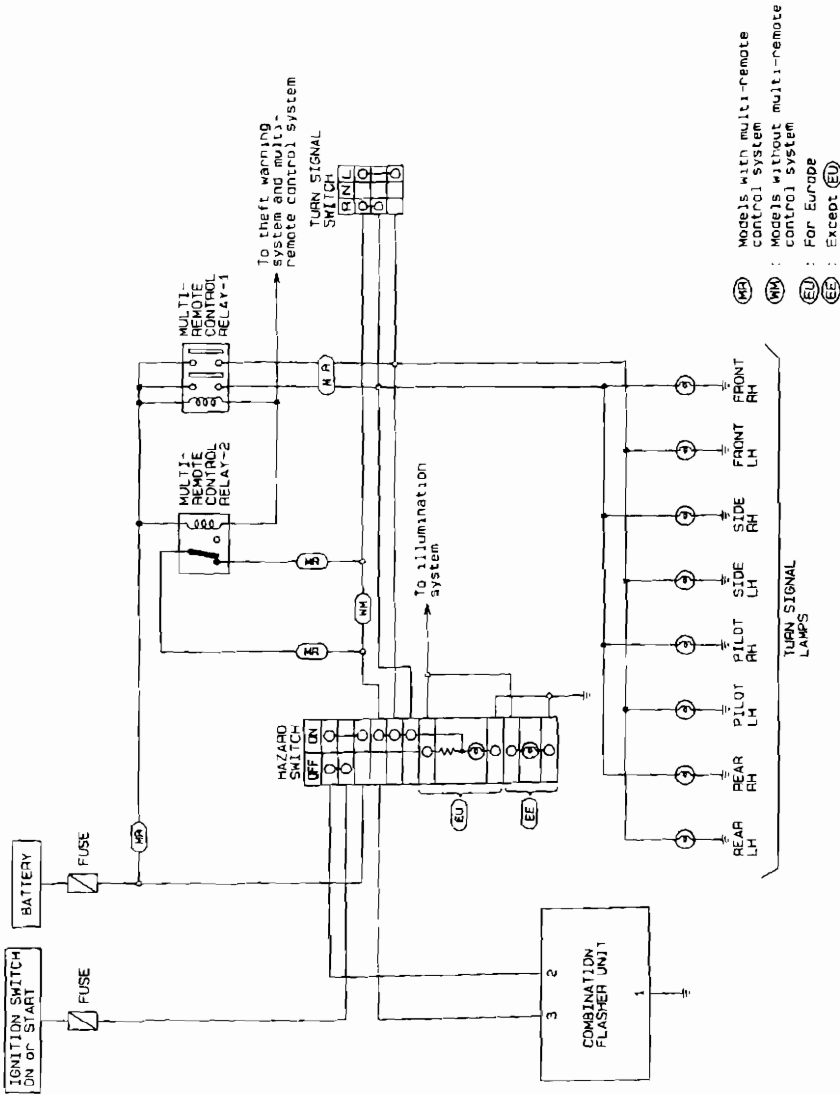 IGNITION SWITCH
ON or START
BATTERY
FUSE
FUSE
MR
MULTI-
REMOTE
CONTROL
RELAY-2
MULTI-
REMOTE
CONTROL
RELAY-1
To theft warning
system and multi-
remote control system
TURN SIGNAL
SWITCH
R N L
MR
MR
MR
WM
HAZARD
SWITCH
OFF ON
To illumination
system
EU
EE
COMBINATION
FLASHER UNIT
3
2
1
REAR
LH
REAR
RH
PILOT
LH
PILOT
RH
SIDE
LH
SIDE
RH
FRONT
LH
FRONT
RH
TURN SIGNAL
LAMPS
MR : Models with multi-remote
control system
WM : Models without multi-remote
control system
EU : For Europe
EE : Except EU